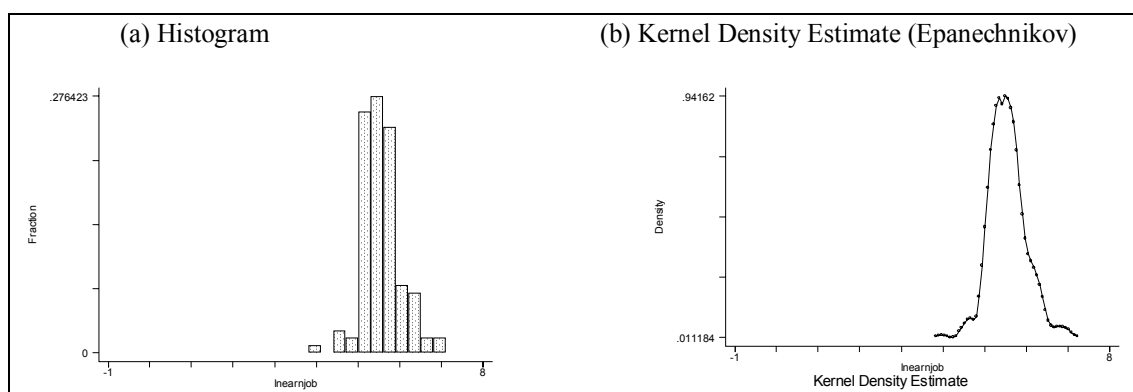 (a) Histogram
.276423
Fraction
0
-1
8
lnearnjob
(b) Kernel Density Estimate (Epanechnikov)
.94162
Density
.011184
-1
8
lnearnjob
Kernel Density Estimate